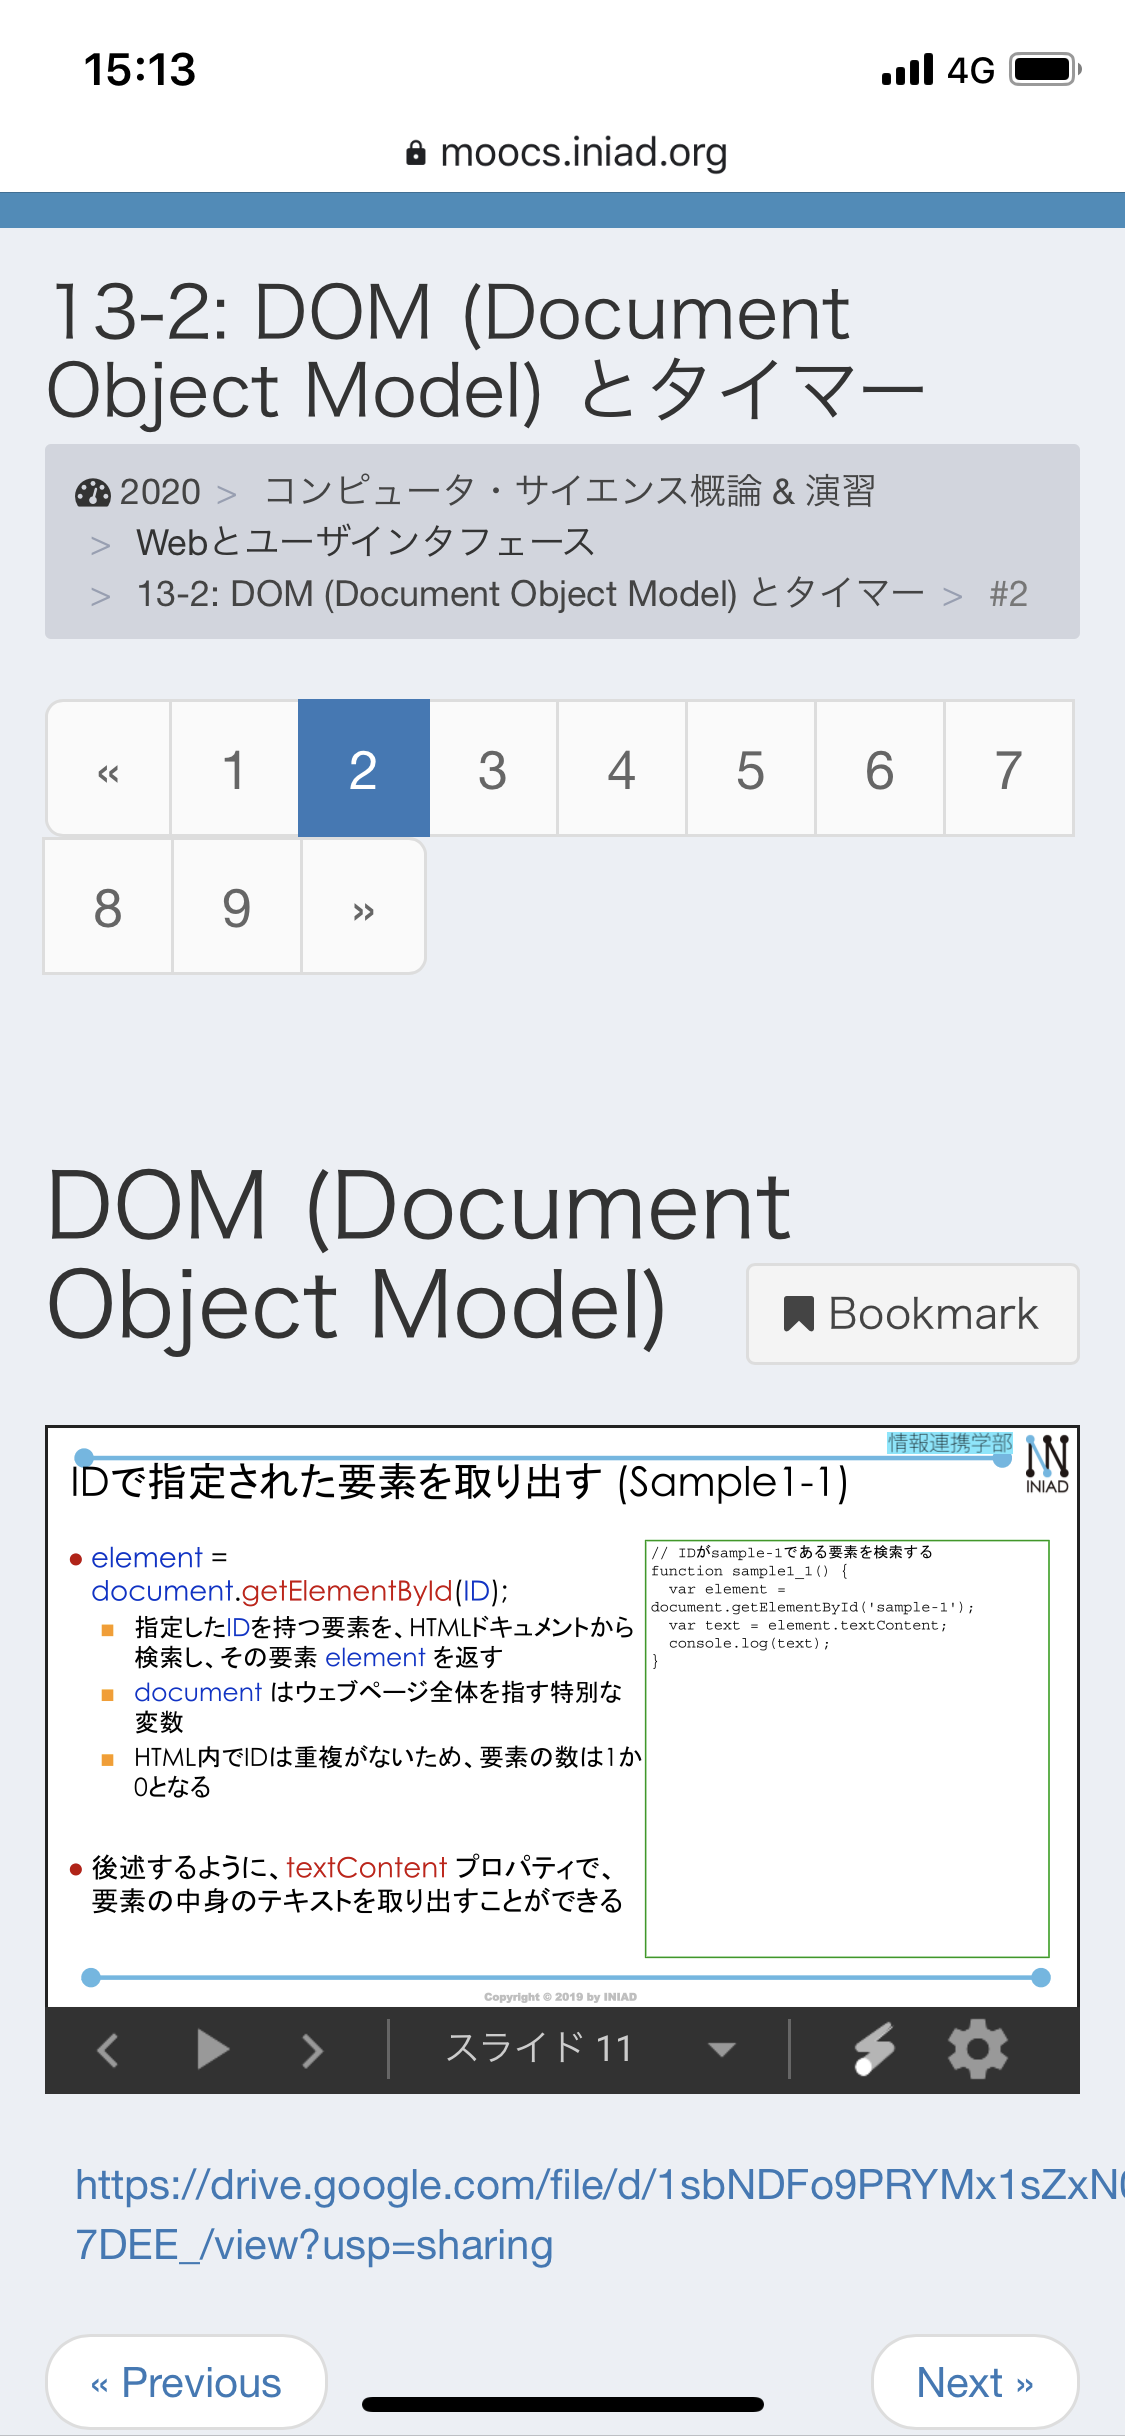 15:13
4G
moocs.iniad.org
13-2: DOM (Document
Object Model) とタイマー
2020 > コンピュータ・サイエンス概論 & 演習
> Webとユーザインタフェース
> 13-2: DOM (Document Object Model) とタイマー > #2
« 1 2 3 4 5 6 7
8 9 »
DOM (Document
Object Model)
Bookmark
情報連携学部
INIAD
IDで指定された要素を取り出す (Sample1-1)
● element =
document.getElementById(ID);
■ 指定したIDを持つ要素を、HTMLドキュメントから
検索し、その要素 element を返す
■ document はウェブページ全体を指す特別な
変数
■ HTML内でIDは重複がないため、要素の数は1か
0となる
● 後述するように、textContent プロパティで、
要素の中身のテキストを取り出すことができる
// IDがsample-1である要素を検索する
function sample1_1() {
var element =
document.getElementById('sample-1');
var text = element.textContent;
console.log(text);
}
Copyright © 2019 by INIAD
スライド 11
https://drive.google.com/file/d/1sbNDFo9PRYMx1sZxN
7DEE_/view?usp=sharing
« Previous
Next »